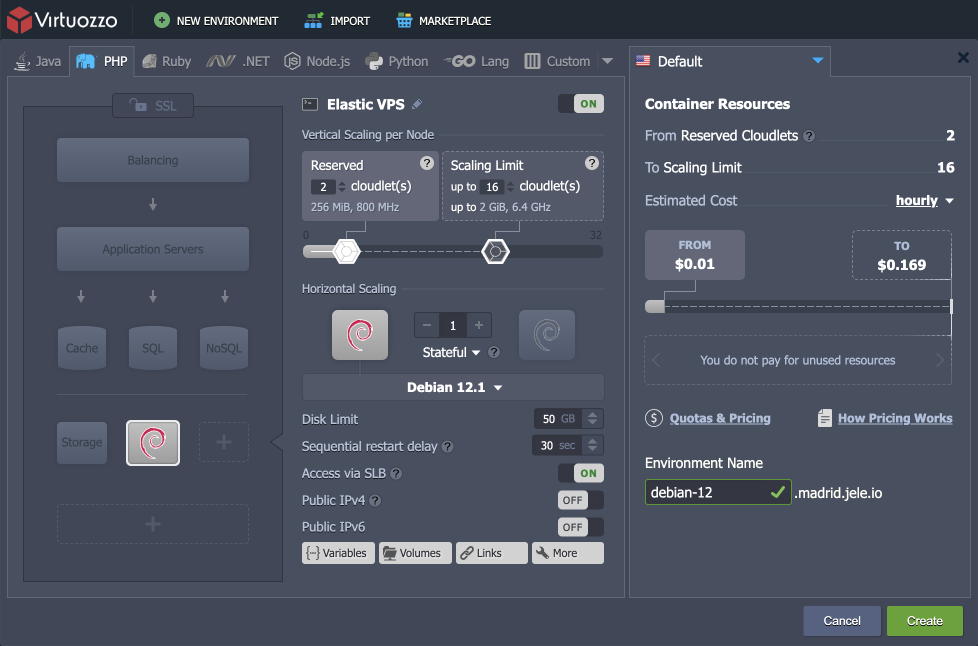 Virtuozzo
NEW ENVIRONMENT
IMPORT
MARKETPLACE
Java
PHP
Ruby
.NET
Node.js
Python
GO Lang
Custom
Default
SSL
Balancing
Application Servers
Cache
SQL
NoSQL
Storage
Elastic VPS
ON
Vertical Scaling per Node
Reserved ?
2 cloudlet(s)
256 MiB, 800 MHz
Scaling Limit ?
up to 16 cloudlet(s)
up to 2 GiB, 6.4 GHz
0
32
Horizontal Scaling
− 1 +
Stateful ?
Debian 12.1
Disk Limit 50 GB
Sequential restart delay ? 30 sec
Access via SLB ? ON
Public IPv4 ? OFF
Public IPv6 OFF
Variables
Volumes
Links
More
Container Resources
From Reserved Cloudlets ? 2
To Scaling Limit 16
Estimated Cost hourly
FROM
$0.01
TO
$0.169
You do not pay for unused resources
$ Quotas & Pricing
How Pricing Works
Environment Name
debian-12 .madrid.jele.io
Cancel
Create